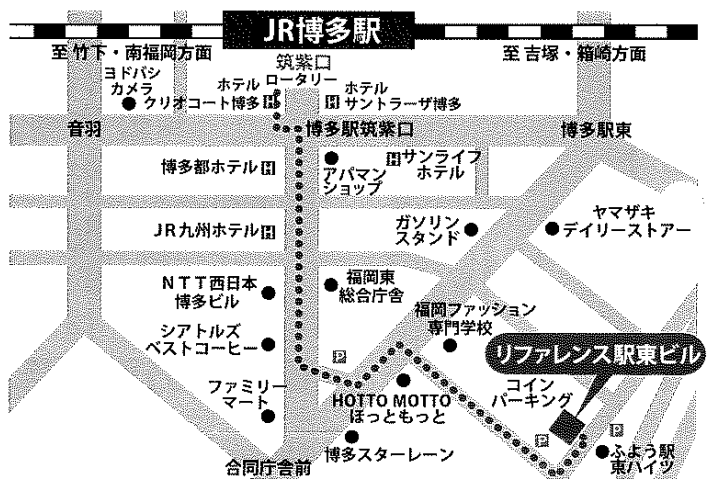 JR博多駅
至 竹下・南福岡方面
筑紫口
ロータリー
至 吉塚・箱崎方面
ヨドバシ
カメラ
ホテル
クリオコート博多 H
H ホテル
サントラーザ博多
音羽
博多駅筑紫口
博多駅東
博多都ホテル H
アパマン
ショップ
H サンライフ
ホテル
JR九州ホテル H
ガソリン
スタンド
ヤマザキ
デイリーストアー
NTT西日本
博多ビル
福岡東
総合庁舎
福岡ファッション
専門学校
シアトルズ
ベストコーヒー
P
リファレンス駅東ビル
ファミリー
マート
HOTTO MOTTO
ほっともっと
コイン
パーキング
P
P
博多スターレーン
ふよう駅
東ハイツ
合同庁舎前